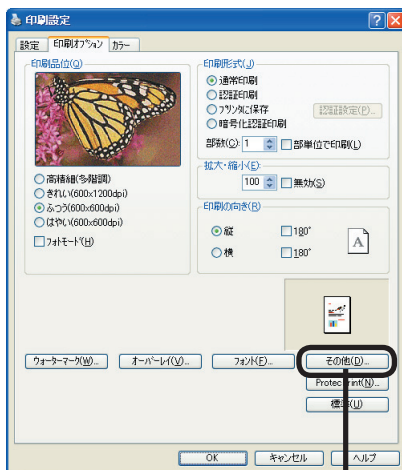 印刷設定
設定 印刷オプション カラー
印刷品位(Q)
高精細(多階調)
きれい(600x1200dpi)
ふつう(600x600dpi)
はやい(600x600dpi)
フォトモード(H)
印刷形式(J)
通常印刷
認証印刷
プリンタに保存
暗号化認証印刷
認証設定(P)...
部数(C): 1 部単位で印刷(L)
拡大・縮小(E):
100 無効(S)
印刷の向き(R)
縦 180°
横 180°
A
ウォーターマーク(W)... オーバーレイ(V)... フォント(F)... その他(D)...
標準(U)
OK キャンセル ヘルプ